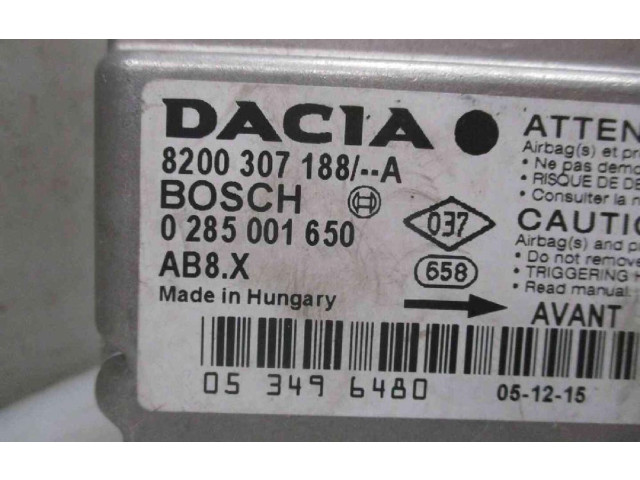 DACIA
8200 307 188/--A
BOSCH
0 285 001 650
AB8.X
Made in Hungary
037
658
ATTEN
Airbag(s) et pr
• Ne pas demo
• RISQUE DE DE
• Consulter la n
CAUTIO
Airbag(s) and p
• Do not remove
• TRIGGERING H
• Read manual.
AVANT
05 349 6480
05-12-15